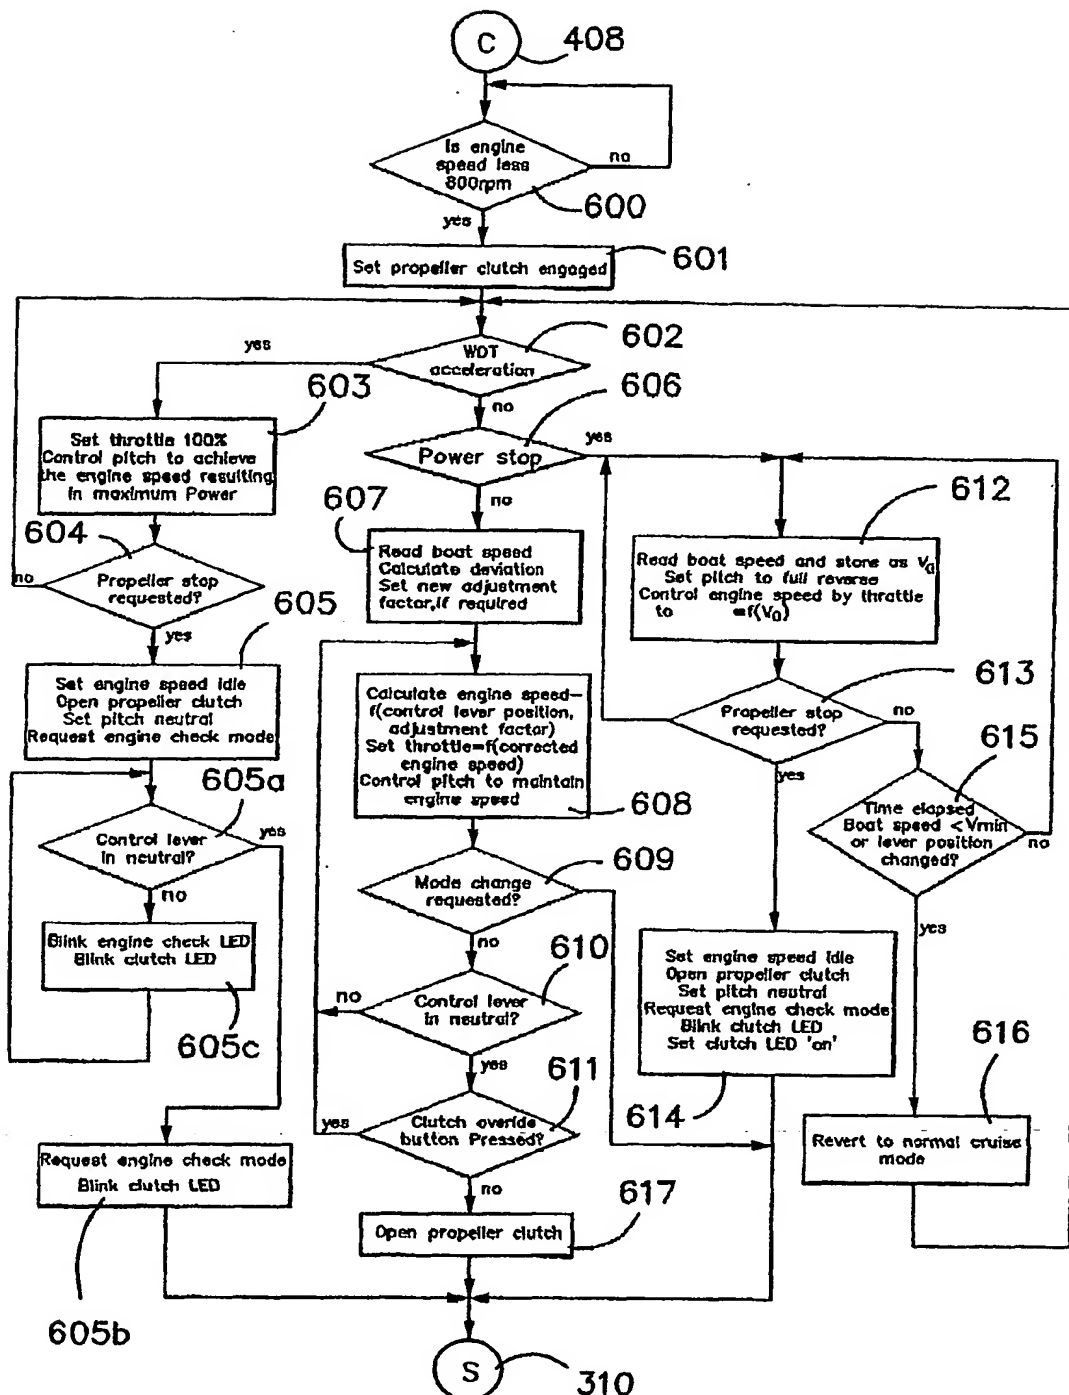 C
408
Is engine
speed less
800rpm
no
600
yes
Set propeller clutch engaged
601
WOT
acceleration
602
yes
no
603
Set throttle 100%
Control pitch to achieve
the engine speed resulting
in maximum Power
604
Propeller stop
requested?
no
yes
605
Set engine speed idle
Open propeller clutch
Set pitch neutral
Request engine check mode
605a
Control lever
in neutral?
yes
no
Blink engine check LED
Blink clutch LED
605c
Request engine check mode
Blink clutch LED
605b
606
Power stop
yes
no
607
Read boat speed
Calculate deviation
Set new adjustment
factor,if required
Calculate engine speed–
f(control lever position,
adjustment factor)
Set throttle=f(corrected
engine speed)
Control pitch to maintain
engine speed
608
609
Mode change
requested?
no
610
Control lever
in neutral?
no
yes
611
Clutch override
button Pressed?
yes
no
617
Open propeller clutch
612
Read boat speed and store as Va
Set pitch to full reverse
Control engine speed by throttle
to =f(V0)
613
Propeller stop
requested?
no
yes
615
Time elapsed
Boat speed <Vmin
or lever position
changed?
no
yes
Set engine speed idle
Open propeller clutch
Set pitch neutral
Request engine check mode
Blink clutch LED
Set clutch LED 'on'
614
616
Revert to normal cruise
mode
S
310